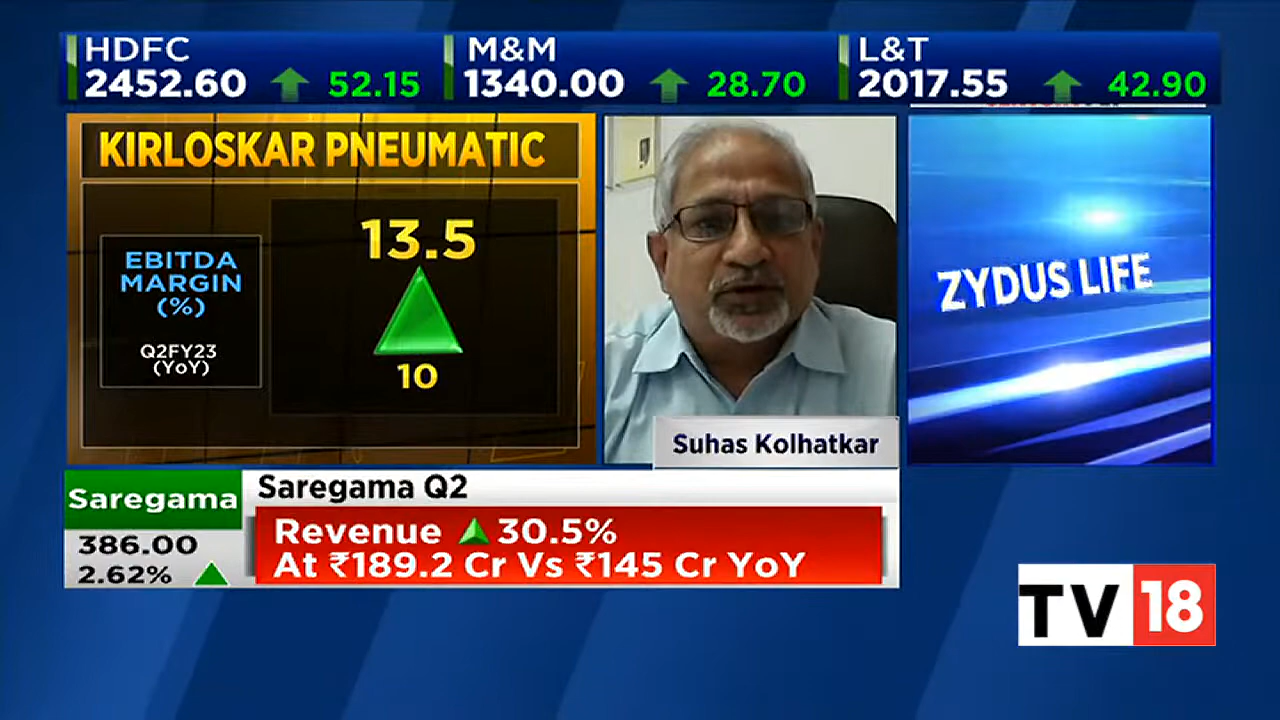 HDFC
2452.60 52.15
M&M
1340.00 28.70
L&T
2017.55 42.90
KIRLOSKAR PNEUMATIC
EBITDA
MARGIN
(%)
Q2FY23
(YoY)
13.5
10
Suhas Kolhatkar
ZYDUS LIFE
Saregama
386.00
2.62%
Saregama Q2
Revenue 30.5%
At ₹189.2 Cr Vs ₹145 Cr YoY
TV18